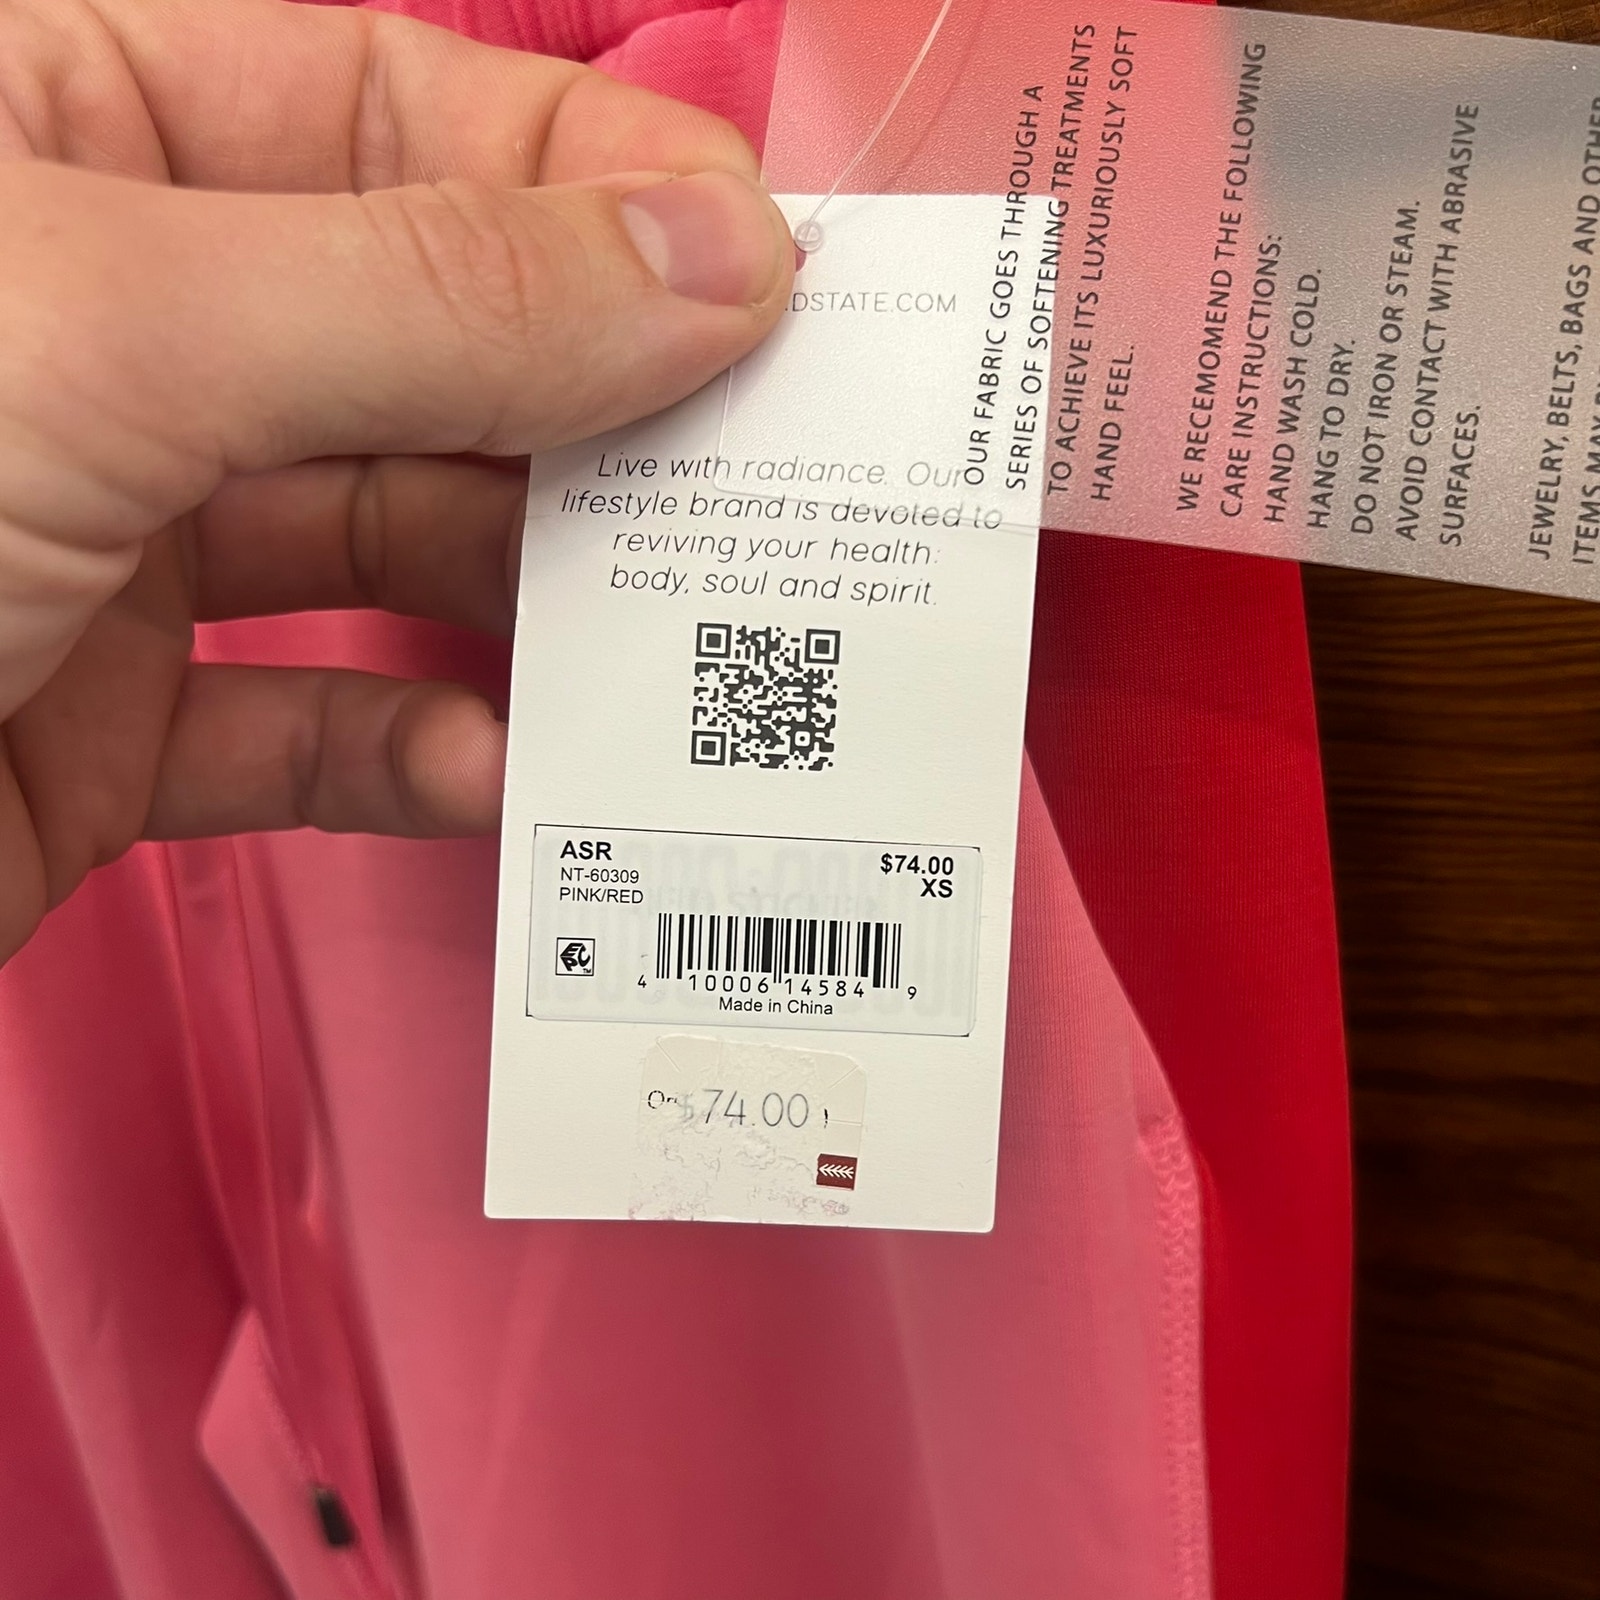 DSTATE.COM
Live with radiance. Our
lifestyle brand is devoted to
reviving your health:
body, soul and spirit.
ASR
NT-60309
PINK/RED
$74.00
XS
EPC™
4 10006 14584 9
Made in China
$74.00
OUR FABRIC GOES THROUGH A
SERIES OF SOFTENING TREATMENTS
TO ACHIEVE ITS LUXURIOUSLY SOFT
HAND FEEL.
WE RECEMOMEND THE FOLLOWING
CARE INSTRUCTIONS:
HAND WASH COLD.
HANG TO DRY.
DO NOT IRON OR STEAM.
AVOID CONTACT WITH ABRASIVE
SURFACES.
JEWELRY, BELTS, BAGS AND OTHER
ITEMS MAY